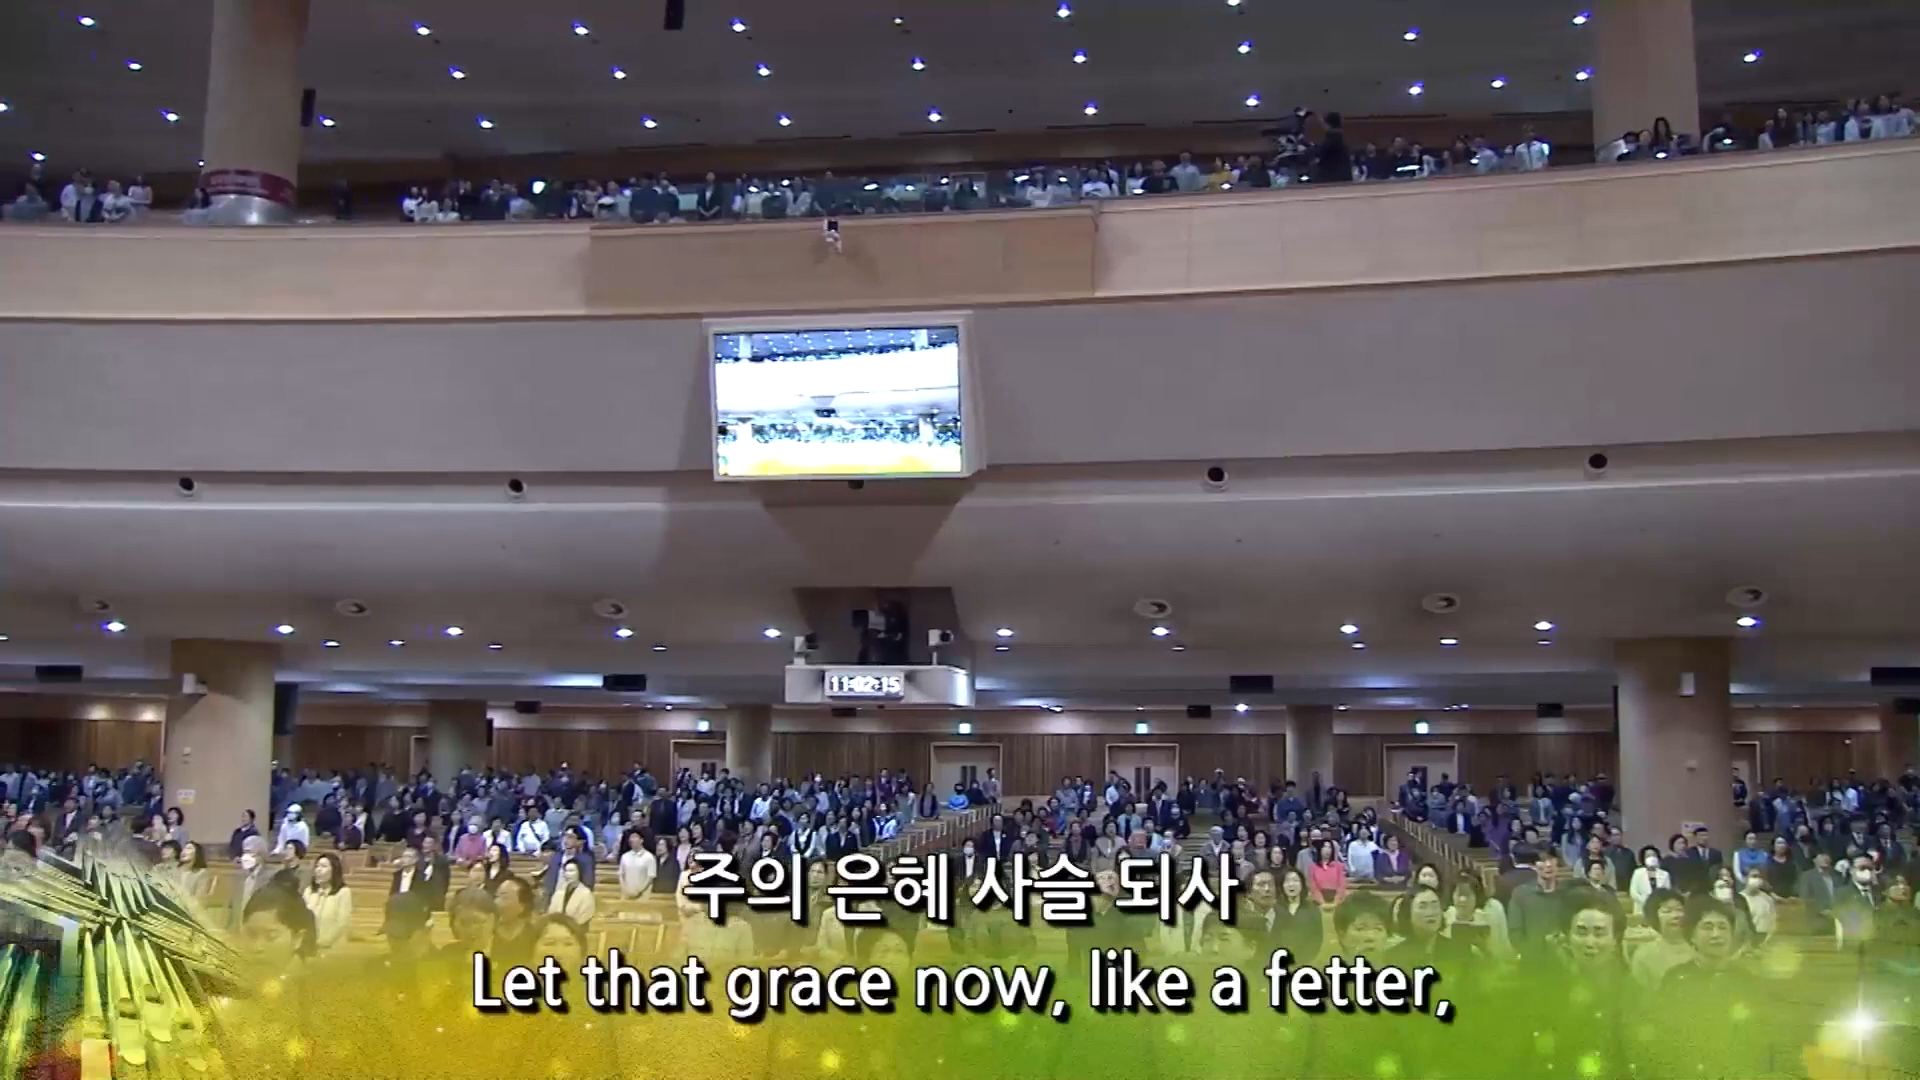 11:02:15
주의 은혜 사슬 되사
Let that grace now, like a fetter,